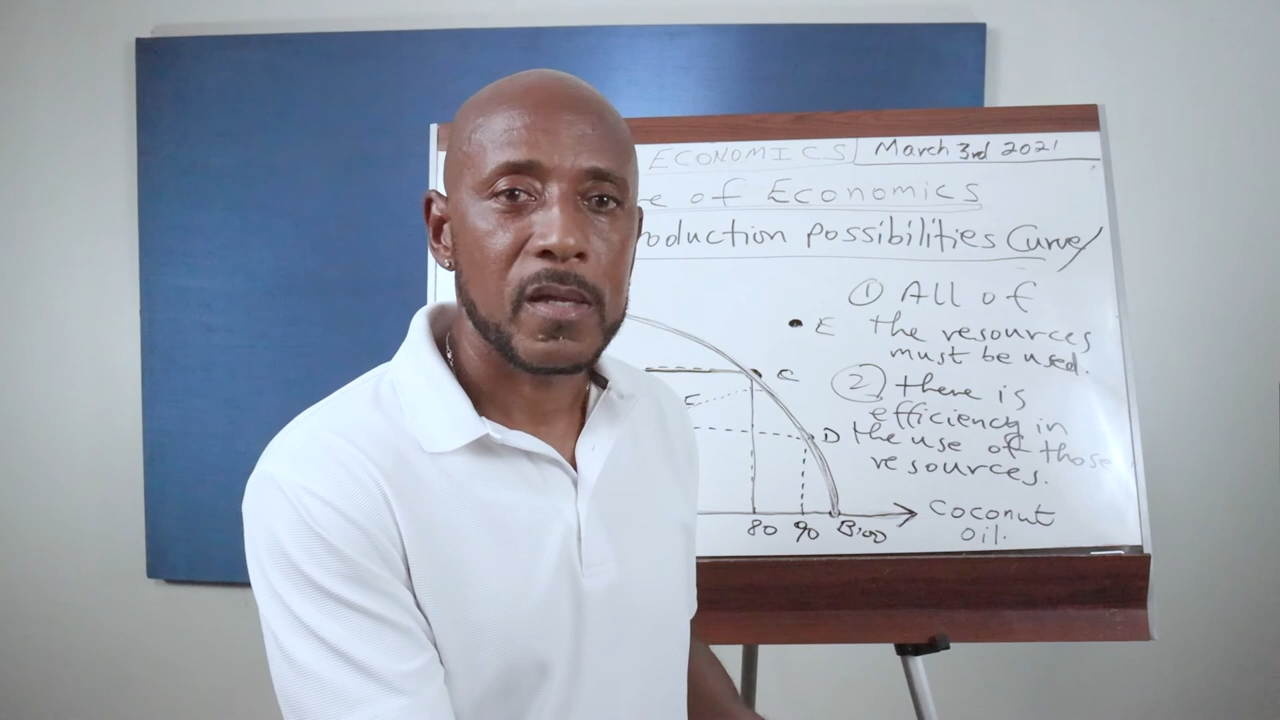 ECONOMICS March 3rd 2021
re of Economics
roduction possibilities Curve
① All of
E the resources
must be used.
C
② there is
F
efficiency in
D the use of those
resources.
80 90 B100
Coconut
oil.